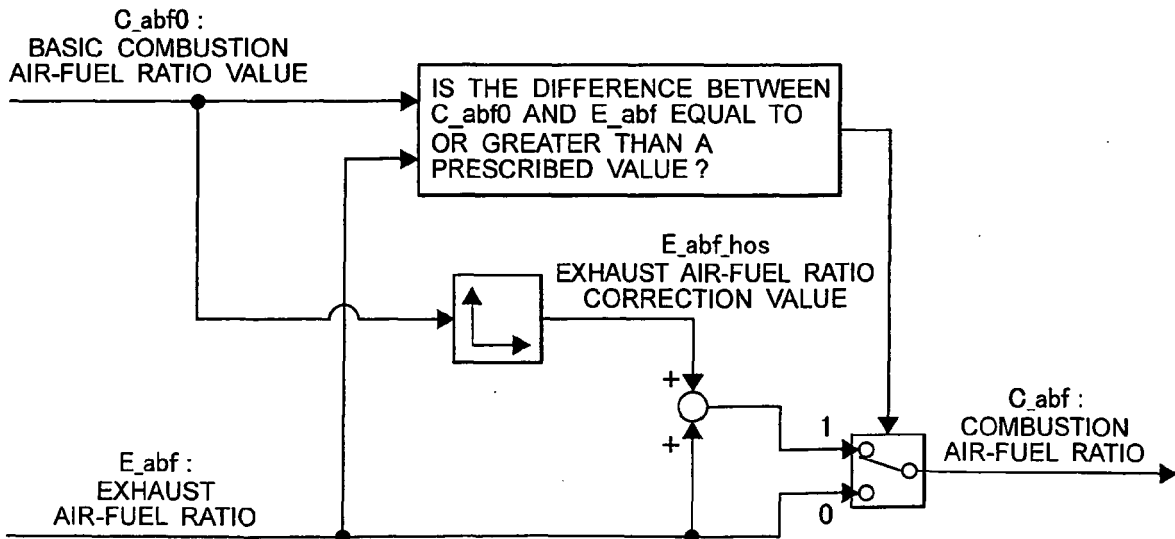 C_abf0 :
BASIC COMBUSTION
AIR-FUEL RATIO VALUE
IS THE DIFFERENCE BETWEEN
C_abf0 AND E_abf EQUAL TO
OR GREATER THAN A
PRESCRIBED VALUE ?
E_abf_hos
EXHAUST AIR-FUEL RATIO
CORRECTION VALUE
+
+
1
0
C_abf :
COMBUSTION
AIR-FUEL RATIO
E_abf :
EXHAUST
AIR-FUEL RATIO